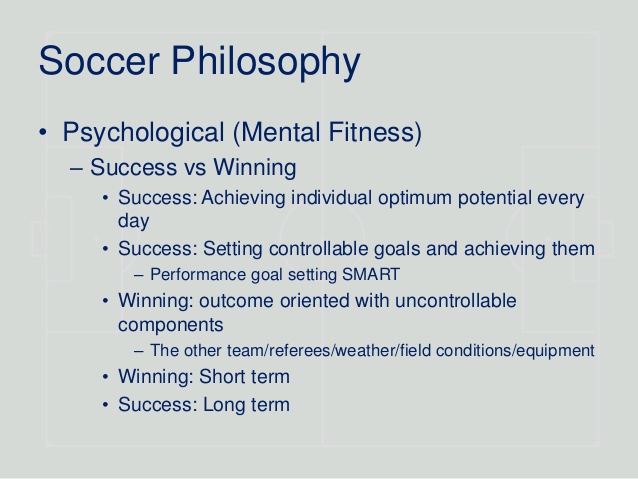 Soccer Philosophy
• Psychological (Mental Fitness)
– Success vs Winning
• Success: Achieving individual optimum potential every
day
• Success: Setting controllable goals and achieving them
– Performance goal setting SMART
• Winning: outcome oriented with uncontrollable
components
– The other team/referees/weather/field conditions/equipment
• Winning: Short term
• Success: Long term